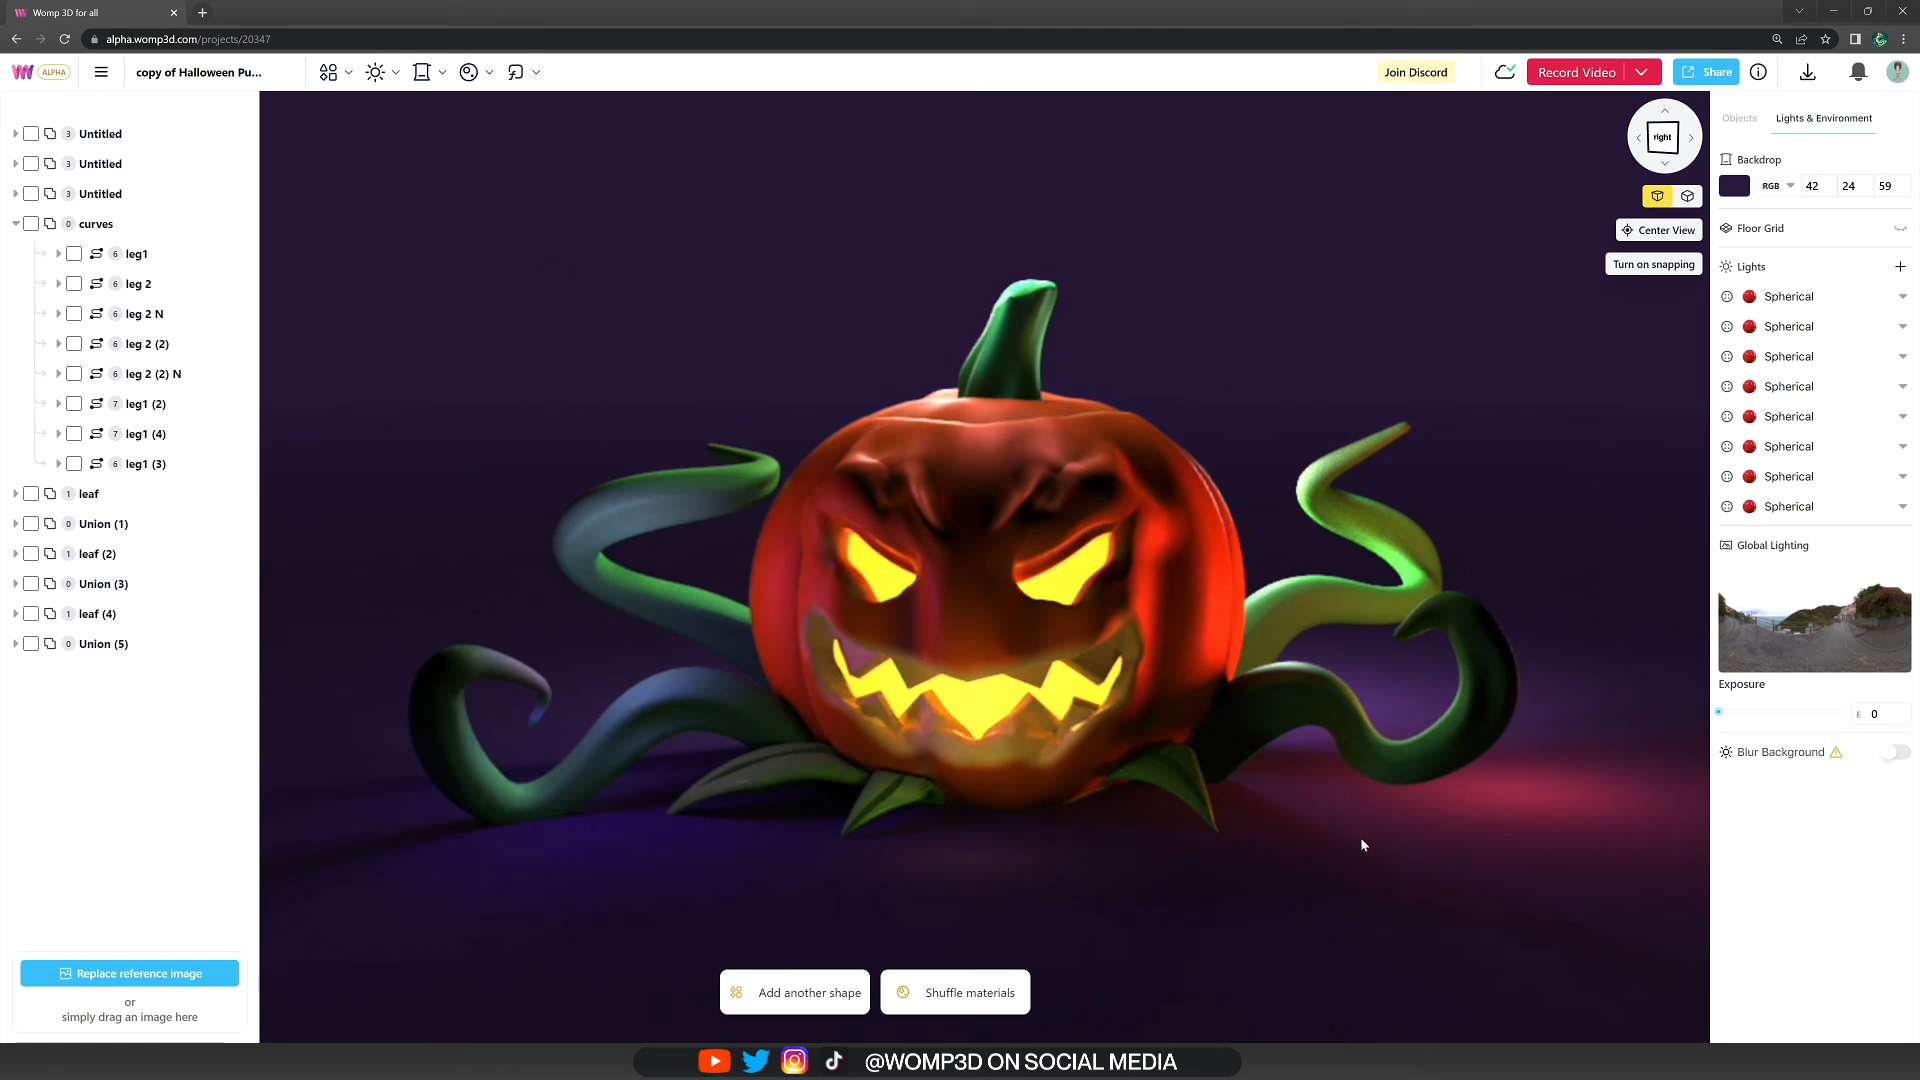 Womp 3D for all
alpha.womp3d.com/projects/20347
ALPHA
copy of Halloween Pu...
Join Discord
Record Video
Share
3 Untitled
3 Untitled
3 Untitled
0 curves
6 leg1
6 leg 2
6 leg 2 N
6 leg 2 (2)
6 leg 2 (2) N
7 leg1 (2)
7 leg1 (4)
6 leg1 (3)
1 leaf
0 Union (1)
1 leaf (2)
0 Union (3)
1 leaf (4)
0 Union (5)
Replace reference image
or
simply drag an image here
right
Center View
Turn on snapping
Add another shape
Shuffle materials
Objects
Lights & Environment
Backdrop
RGB 42 24 59
Floor Grid
Lights
Spherical
Spherical
Spherical
Spherical
Spherical
Spherical
Spherical
Spherical
Global Lighting
Exposure
E 0
Blur Background
@WOMP3D ON SOCIAL MEDIA